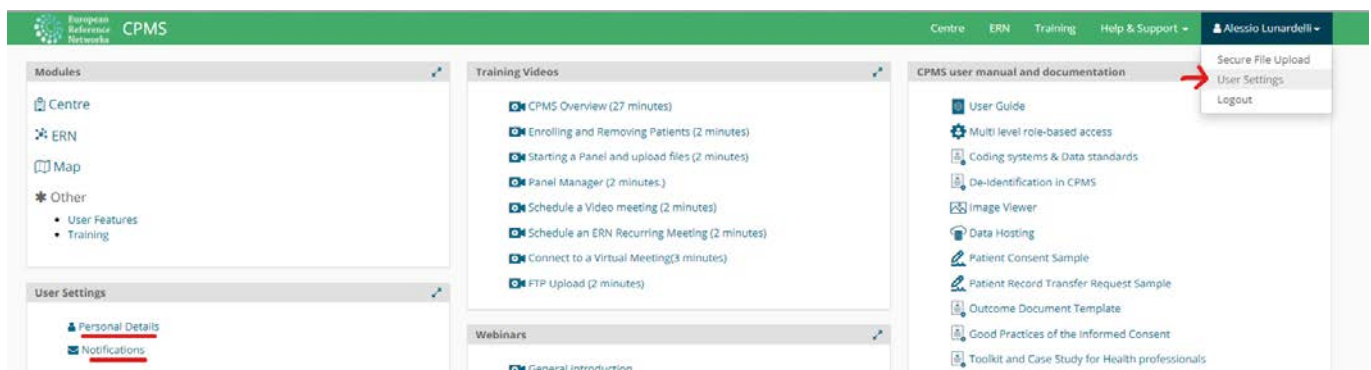 European
Reference
Networks
CPMS
Centre
ERN
Training
Help & Support
Alessio Lunardelli
Secure File Upload
User Settings
Logout
Modules
Centre
ERN
Map
Other
User Features
Training
User Settings
Personal Details
Notifications
Training Videos
CPMS Overview (27 minutes)
Enrolling and Removing Patients (2 minutes)
Starting a Panel and upload files (2 minutes)
Panel Manager (2 minutes.)
Schedule a Video meeting (2 minutes)
Schedule an ERN Recurring Meeting (2 minutes)
Connect to a Virtual Meeting(3 minutes)
FTP Upload (2 minutes)
Webinars
General introduction
CPMS user manual and documentation
User Guide
Multi level role-based access
Coding systems & Data standards
De-Identification in CPMS
Image Viewer
Data Hosting
Patient Consent Sample
Patient Record Transfer Request Sample
Outcome Document Template
Good Practices of the Informed Consent
Toolkit and Case Study for Health professionals